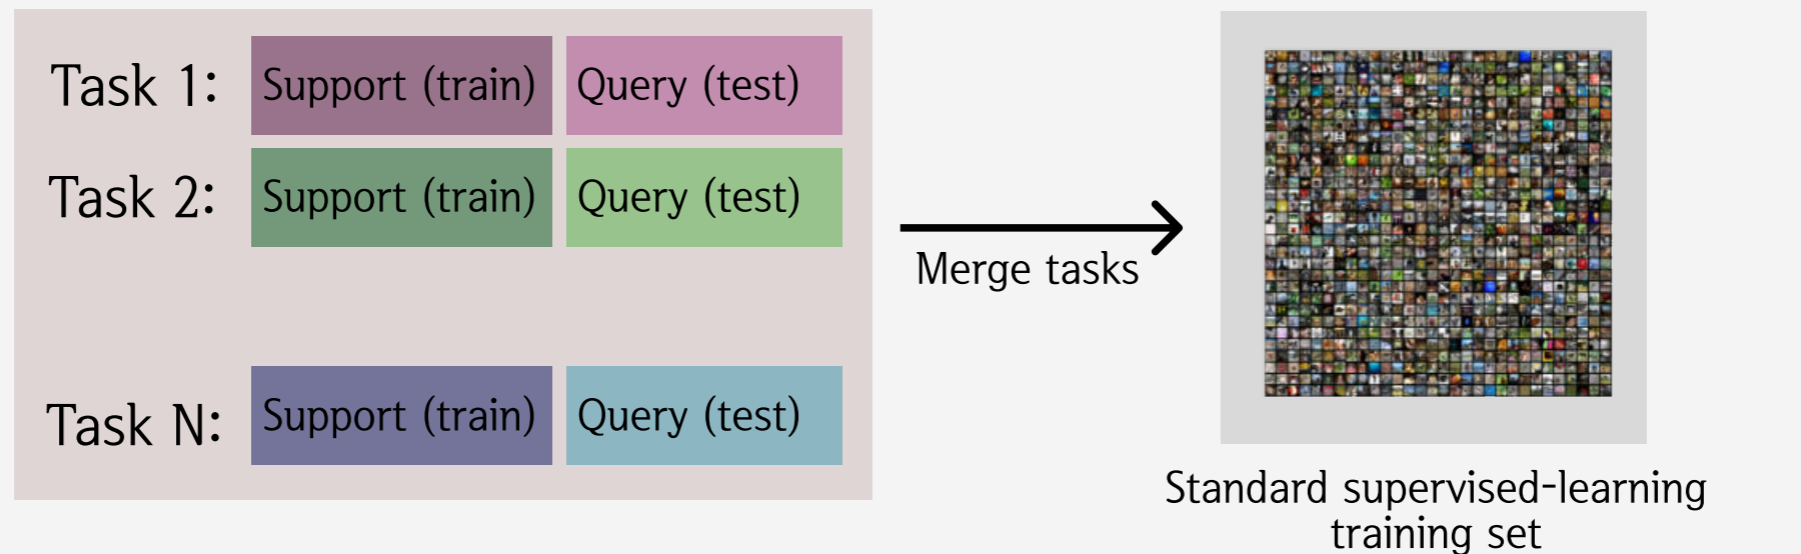 Task 1: Support (train) Query (test)
Task 2: Support (train) Query (test)
Task N: Support (train) Query (test)
Merge tasks
Standard supervised-learning
training set